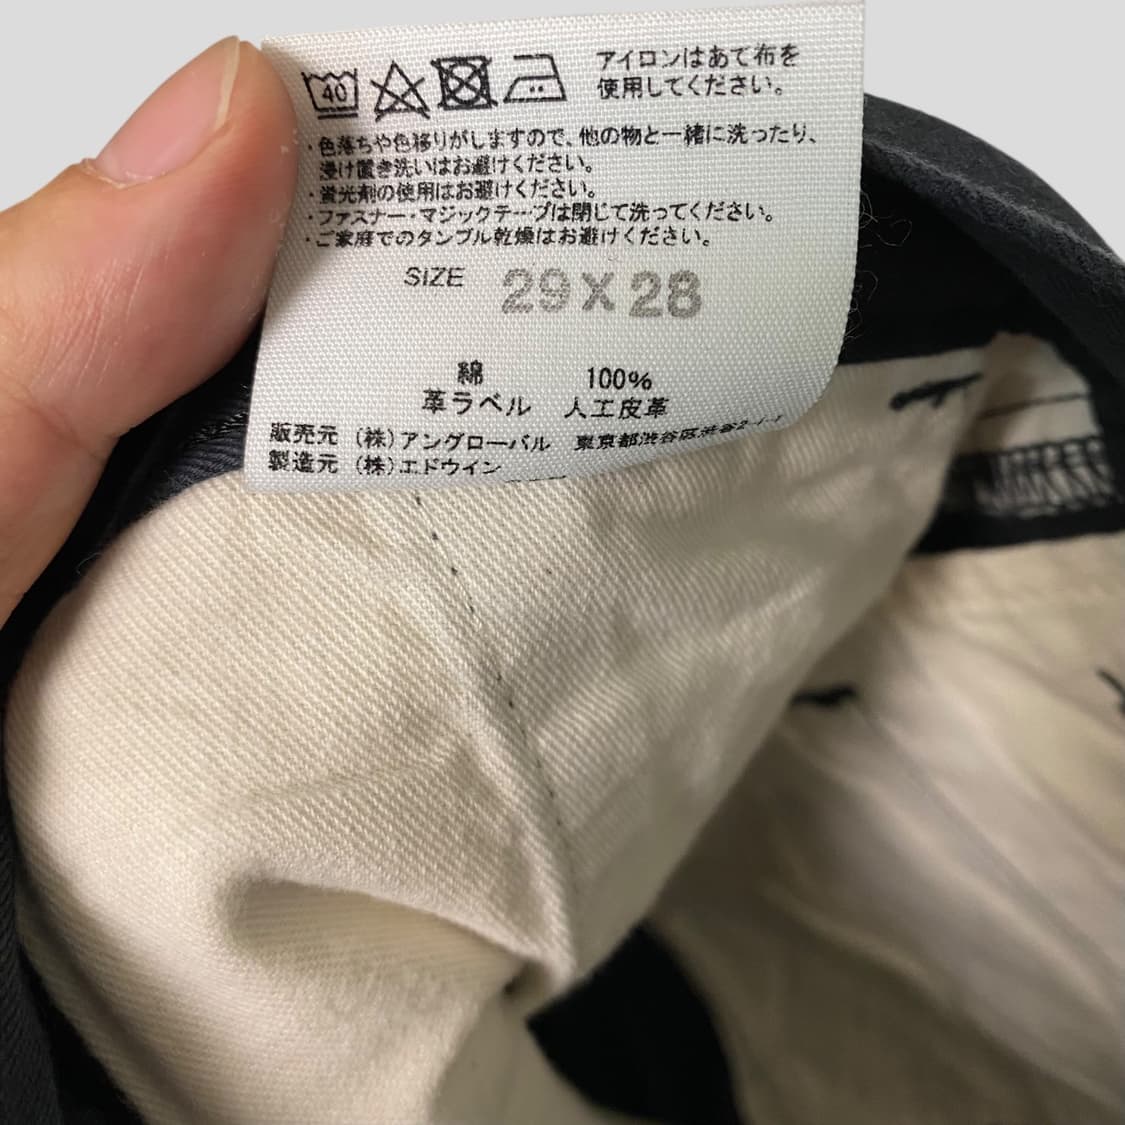 40
アイロンはあて布を
使用してください。
・色落ちや色移りがしますので、他の物と一緒に洗ったり、
浸け置き洗いはお避けください。
・蛍光剤の使用はお避けください。
・ファスナー・マジックテープは閉じて洗ってください。
・ご家庭でのタンブル乾燥はお避けください。
SIZE 29X28
綿 100%
革ラベル 人工皮革
販売元 (株)アングローバル 東京都渋谷区渋谷2-1-1
製造元 (株)エドウイン